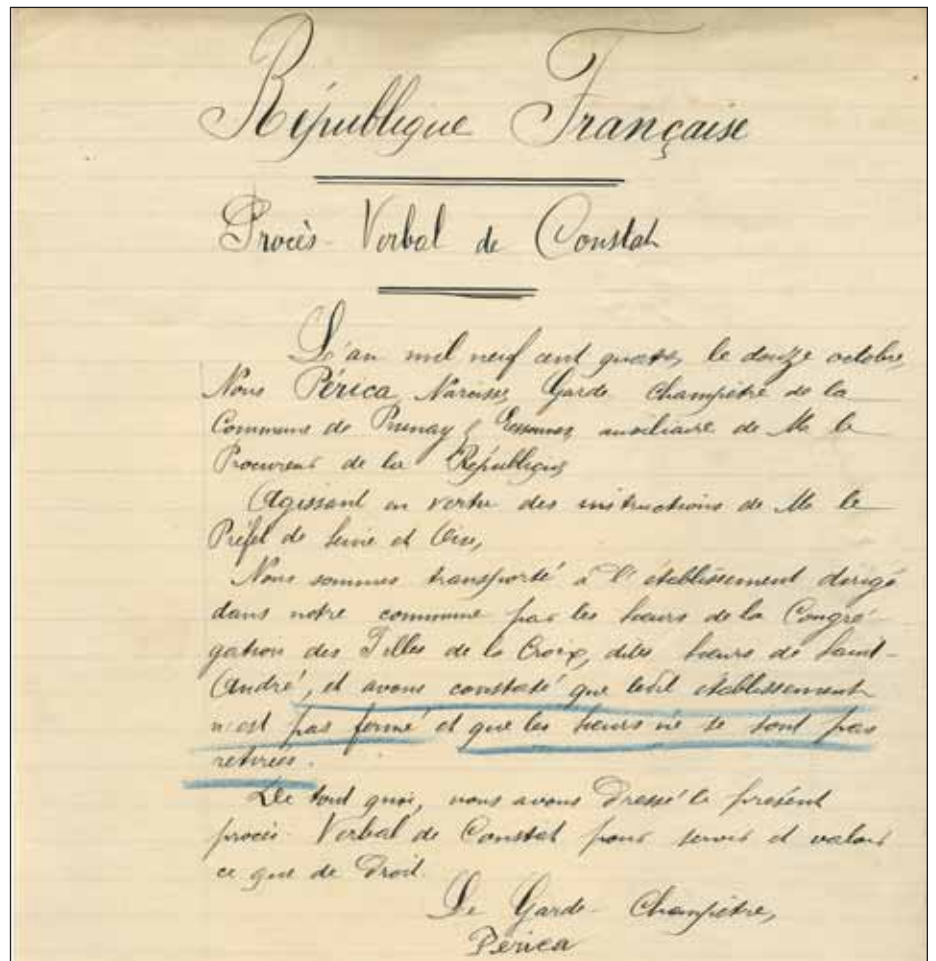 République Française
Procès-Verbal de Constat
L'an mil neuf cent quatre, le douze octobre,
Nous Périca, Narcisse, Garde Champêtre de la
Commune de Prunay s/ Essonnes, auxiliaire de Mr le
Procureur de la République
Agissant en vertu des instructions de Mr le
Préfet de Seine et Oise,
Nous sommes transporté à l'établissement dirigé
dans notre commune par les Sœurs de la Congré-
gation des Filles de la Croix, dites Sœurs de Saint-
André, et avons constaté que ledit établissement
n'est pas fermé et que les Sœurs ne se sont pas
retirées.
De tout quoi, nous avons Dressé le présent
procès-Verbal de Constat pour servir et valoir
ce que de Droit.
Le Garde-Champêtre,
Périca